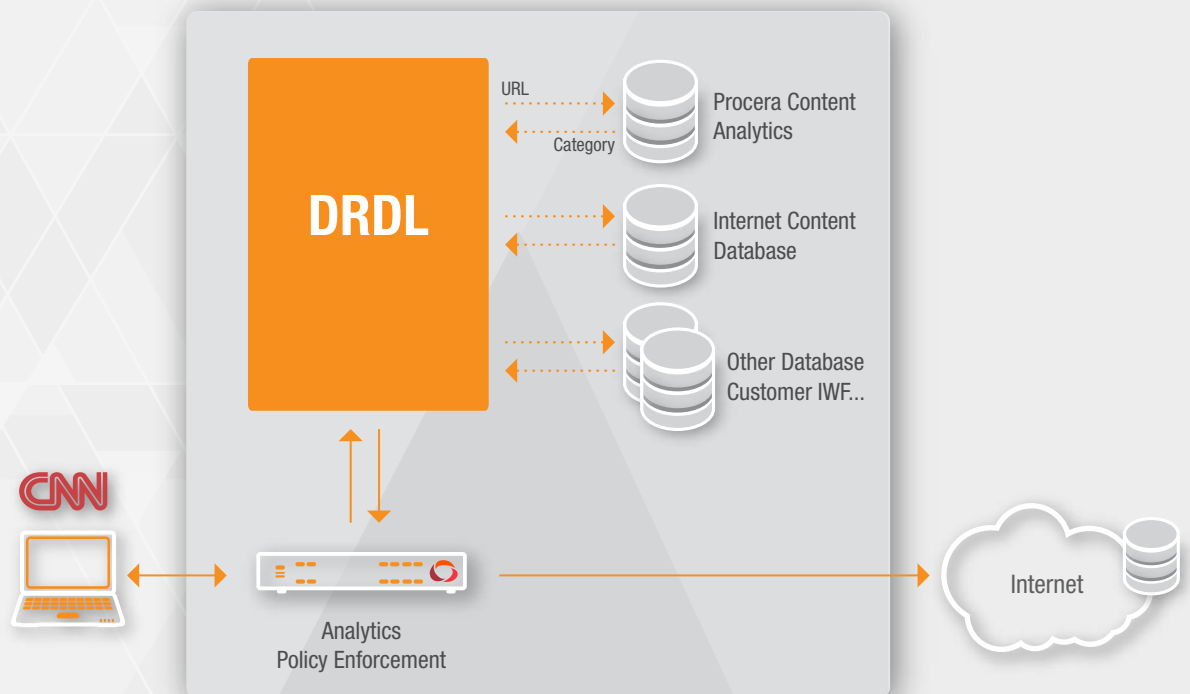 URL
Category
Procera Content
Analytics
DRDL
Internet Content
Database
Other Database
Customer IWF...
CNN
Internet
Analytics
Policy Enforcement